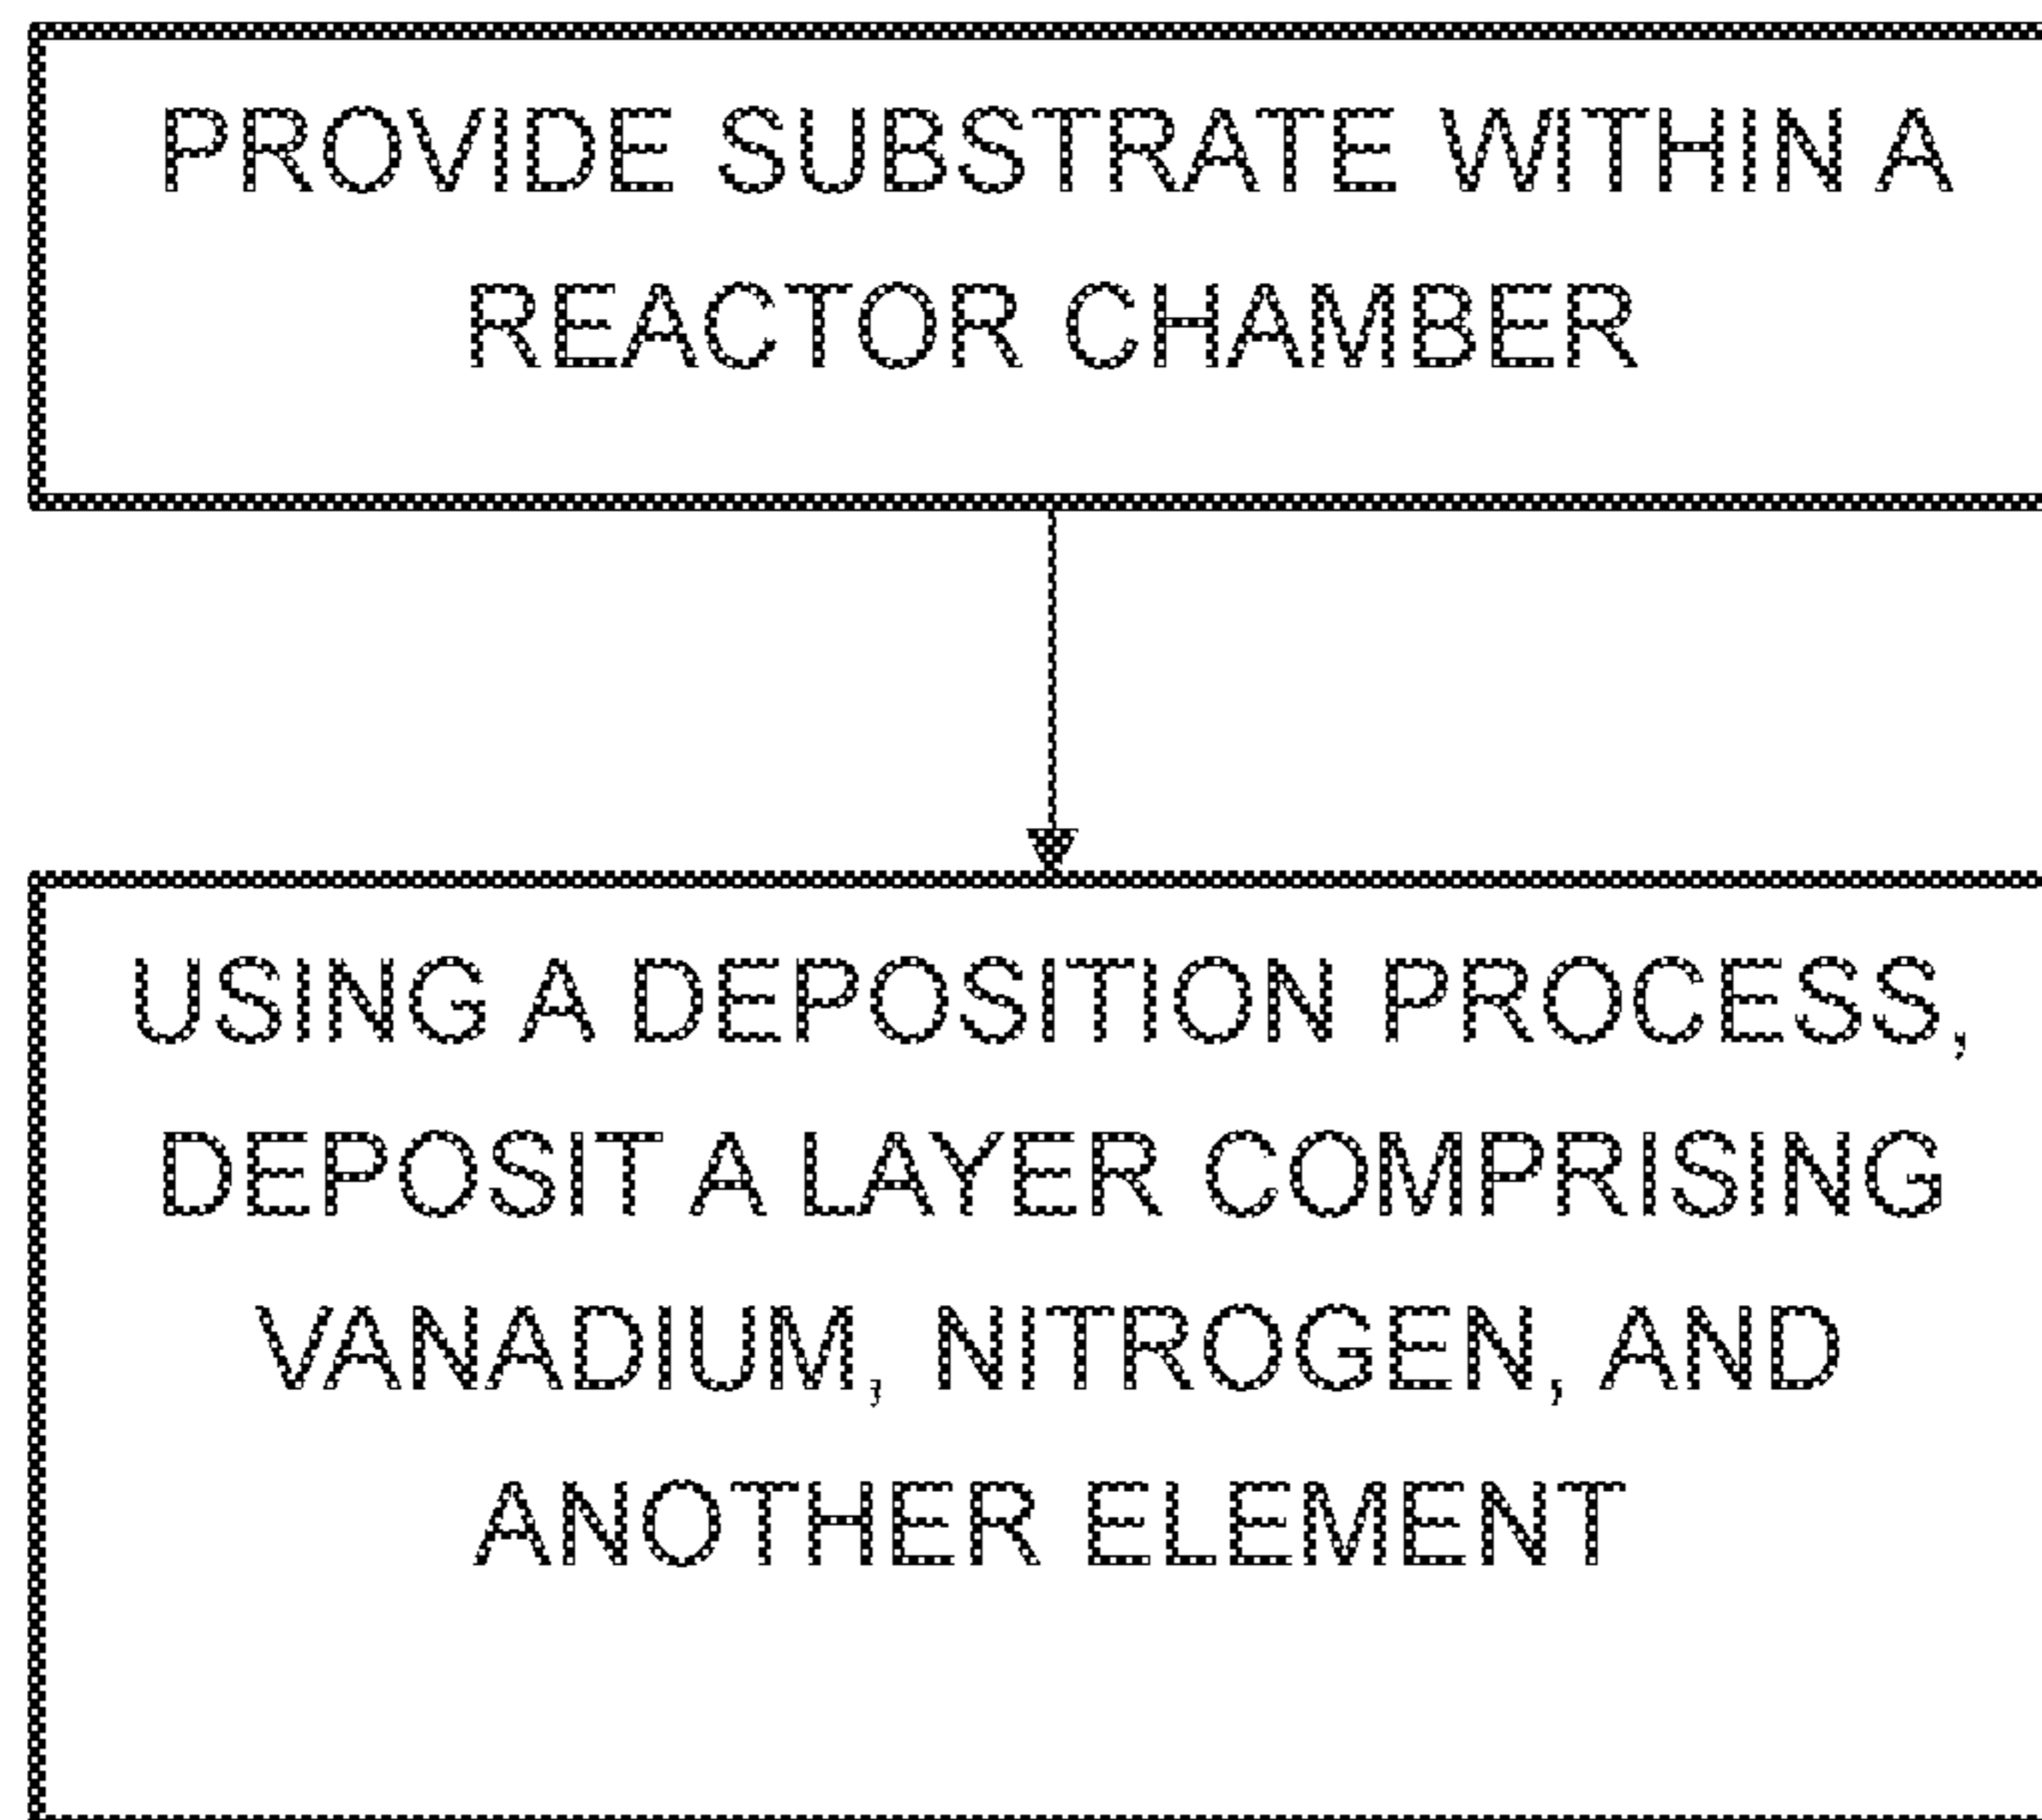 PROVIDE SUBSTRATE WITHIN A
REACTOR CHAMBER
USING A DEPOSITION PROCESS,
DEPOSIT A LAYER COMPRISING
VANADIUM, NITROGEN, AND
ANOTHER ELEMENT